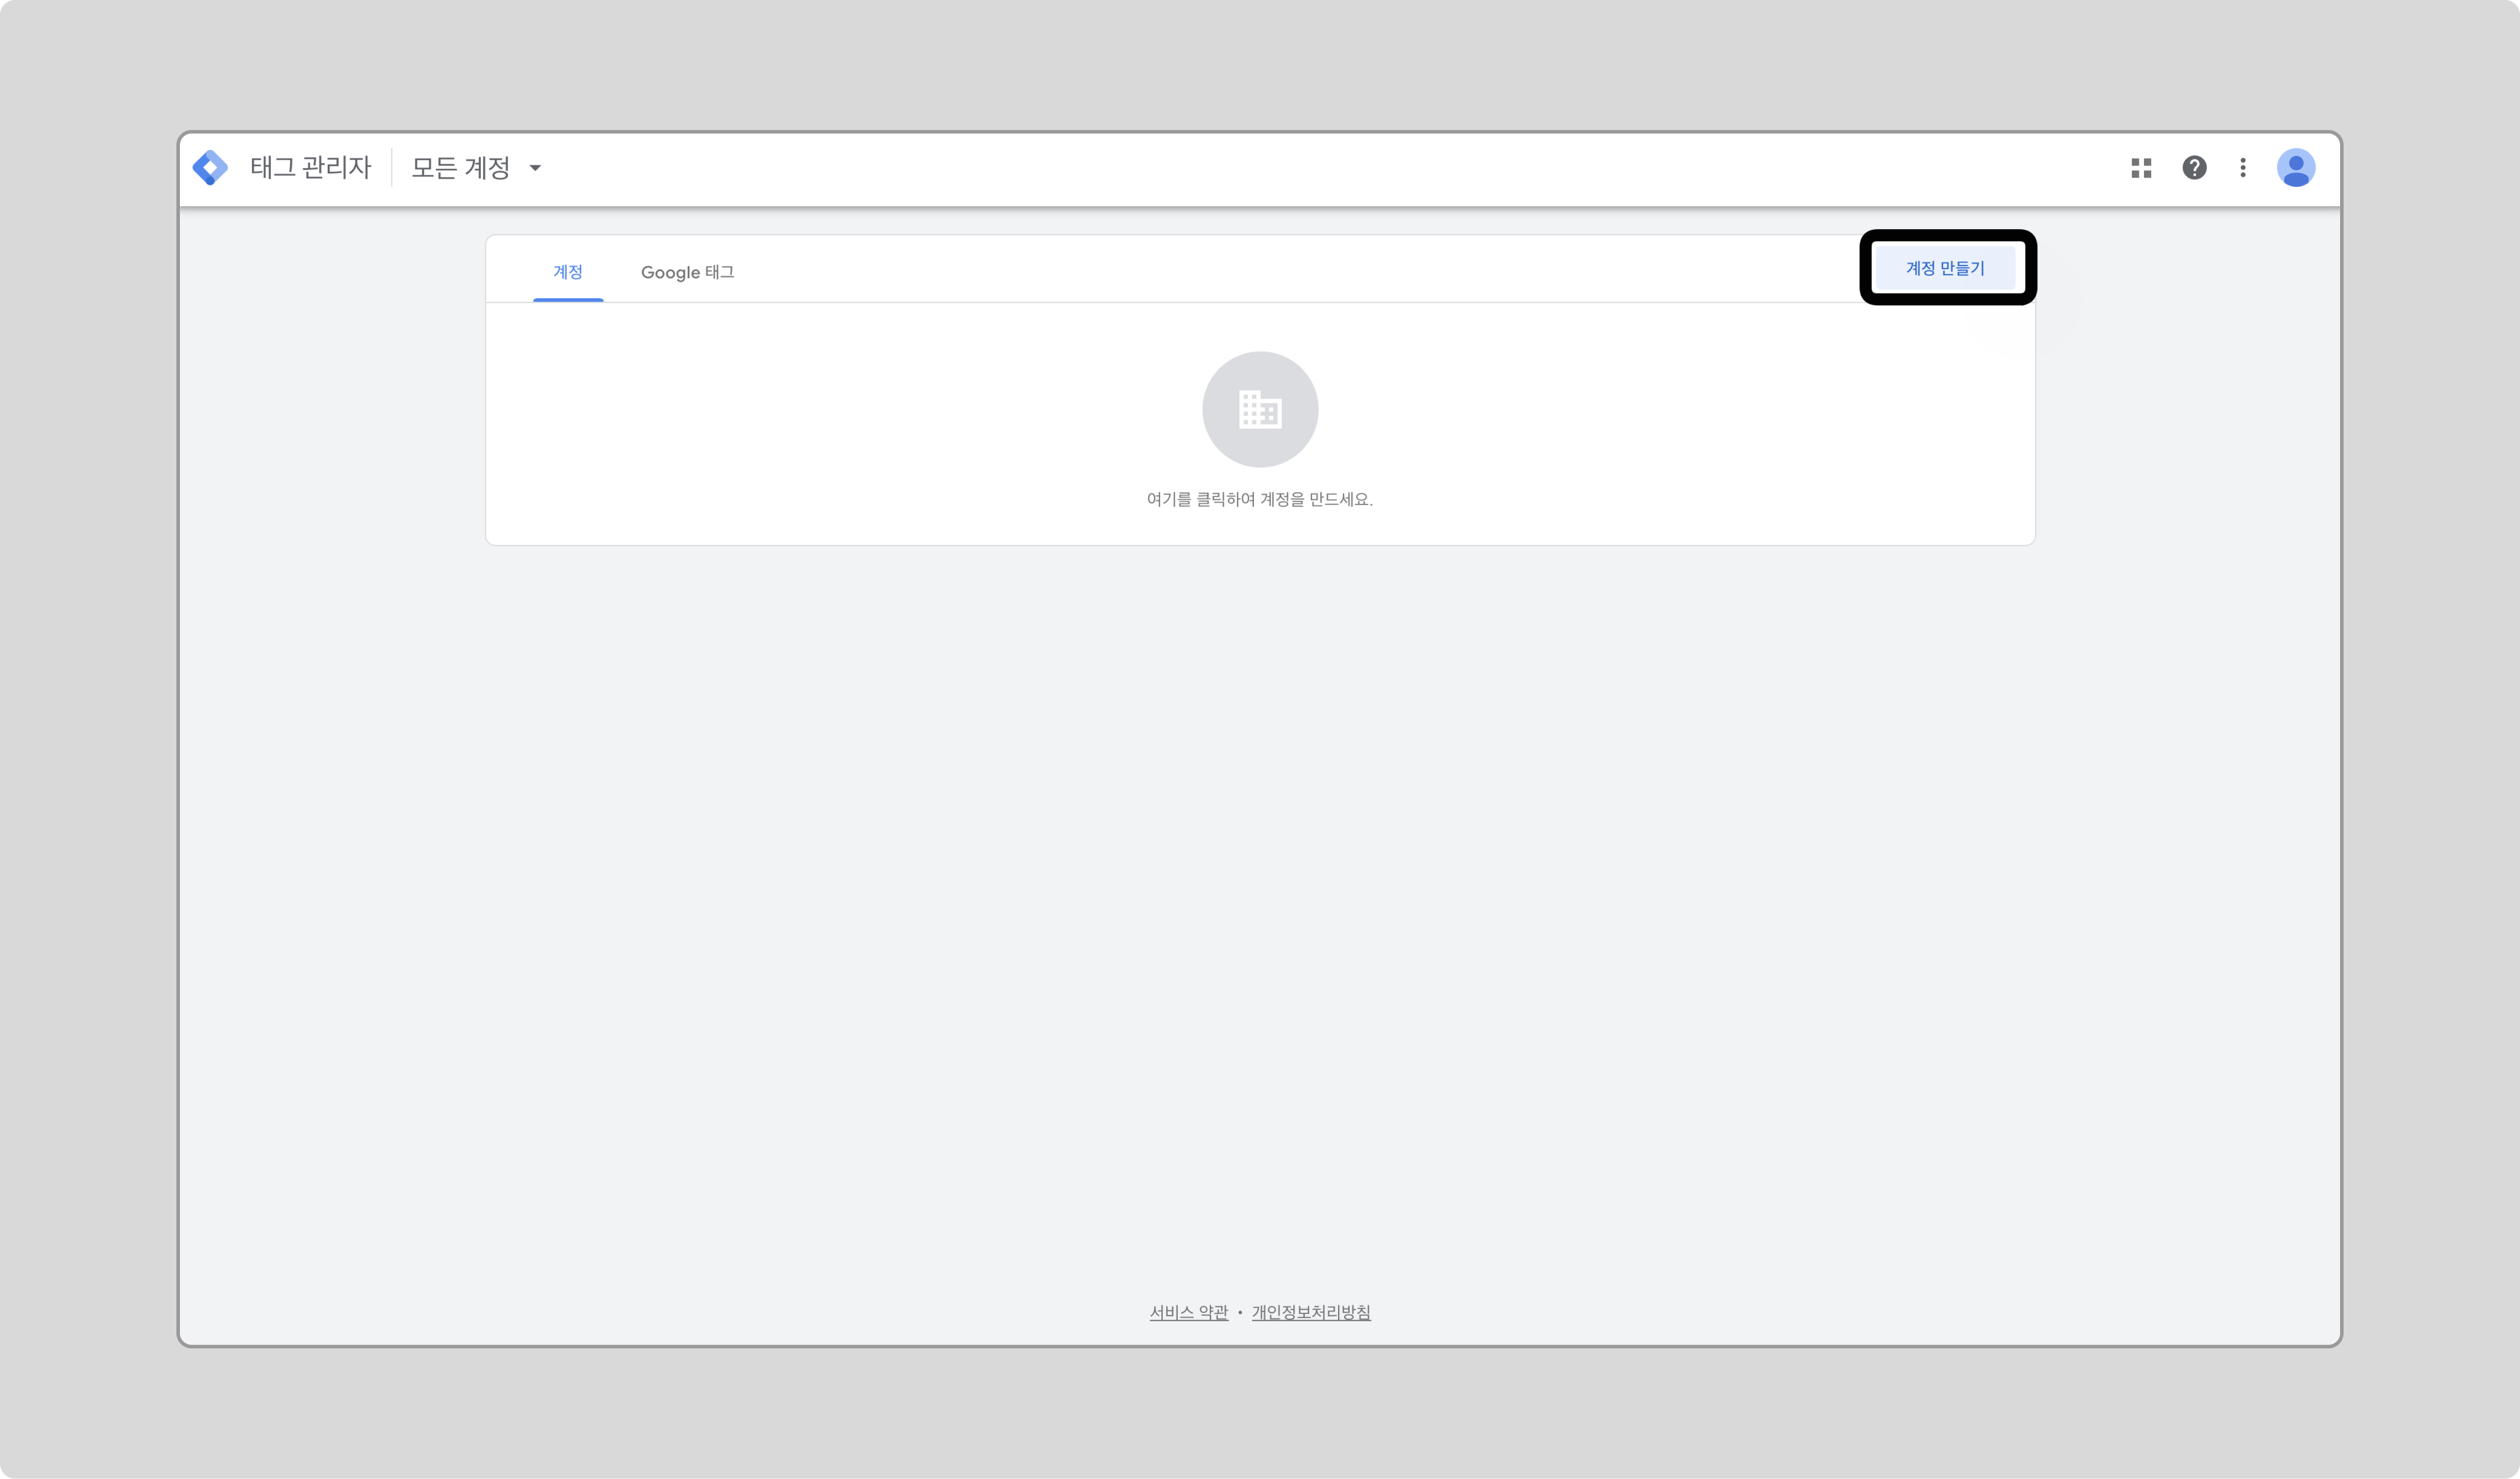 태그 관리자
모든 계정
계정
Google 태그
계정 만들기
여기를 클릭하여 계정을 만드세요.
서비스 약관 • 개인정보처리방침